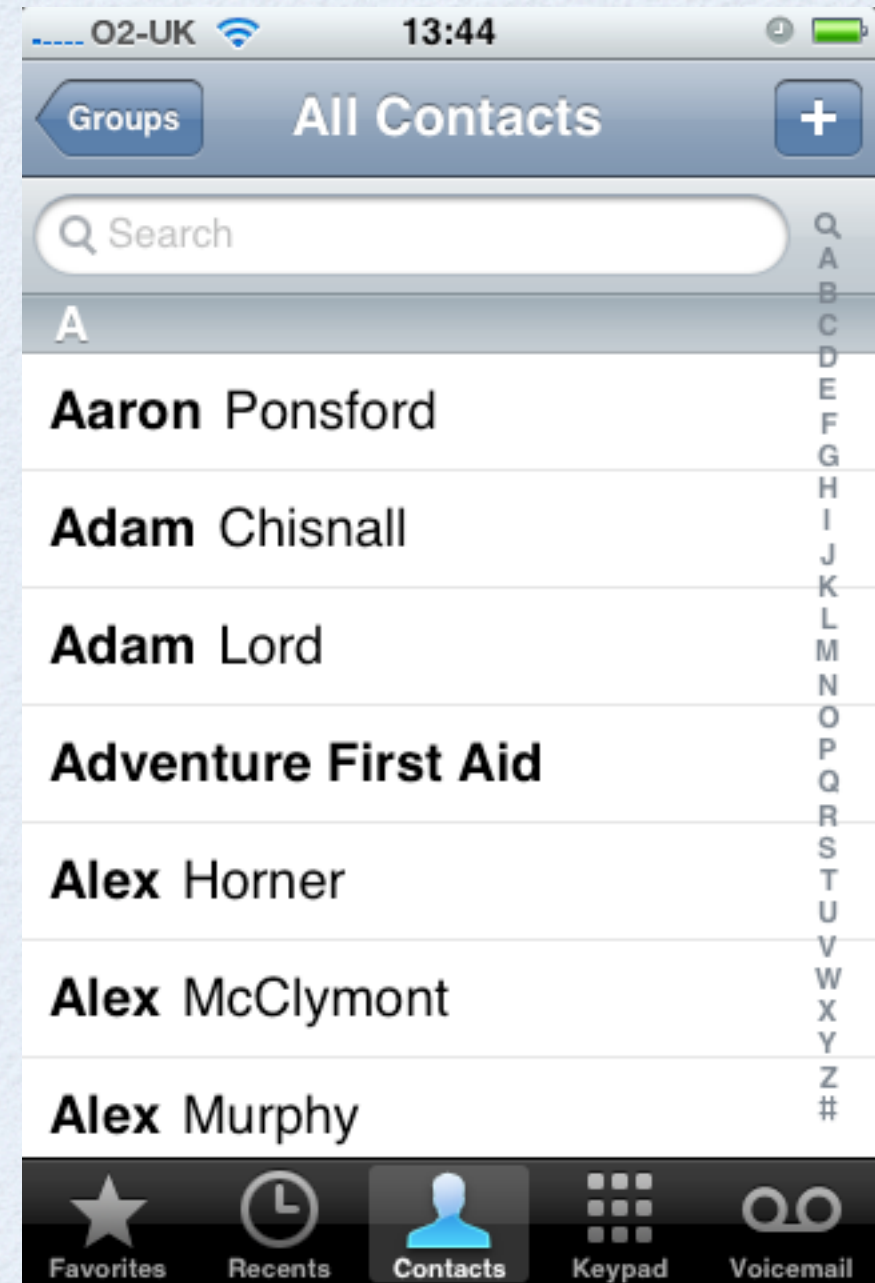 O2-UK 13:44
Groups All Contacts +
Search
A
Aaron Ponsford
Adam Chisnall
Adam Lord
Adventure First Aid
Alex Horner
Alex McClymont
Alex Murphy
A
B
C
D
E
F
G
H
I
J
K
L
M
N
O
P
Q
R
S
T
U
V
W
X
Y
Z
#
Favorites Recents Contacts Keypad Voicemail